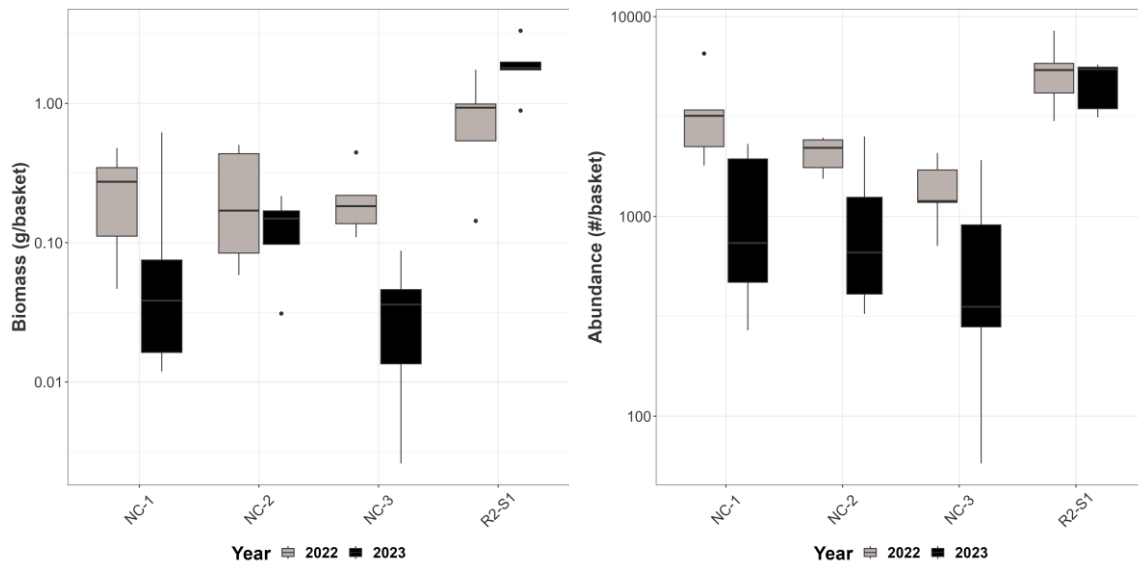 Biomass (g/basket)
1.00
0.10
0.01
NC-1
NC-2
NC-3
R2-S1
Year 2022 2023
Abundance (#/basket)
10000
1000
100
NC-1
NC-2
NC-3
R2-S1
Year 2022 2023